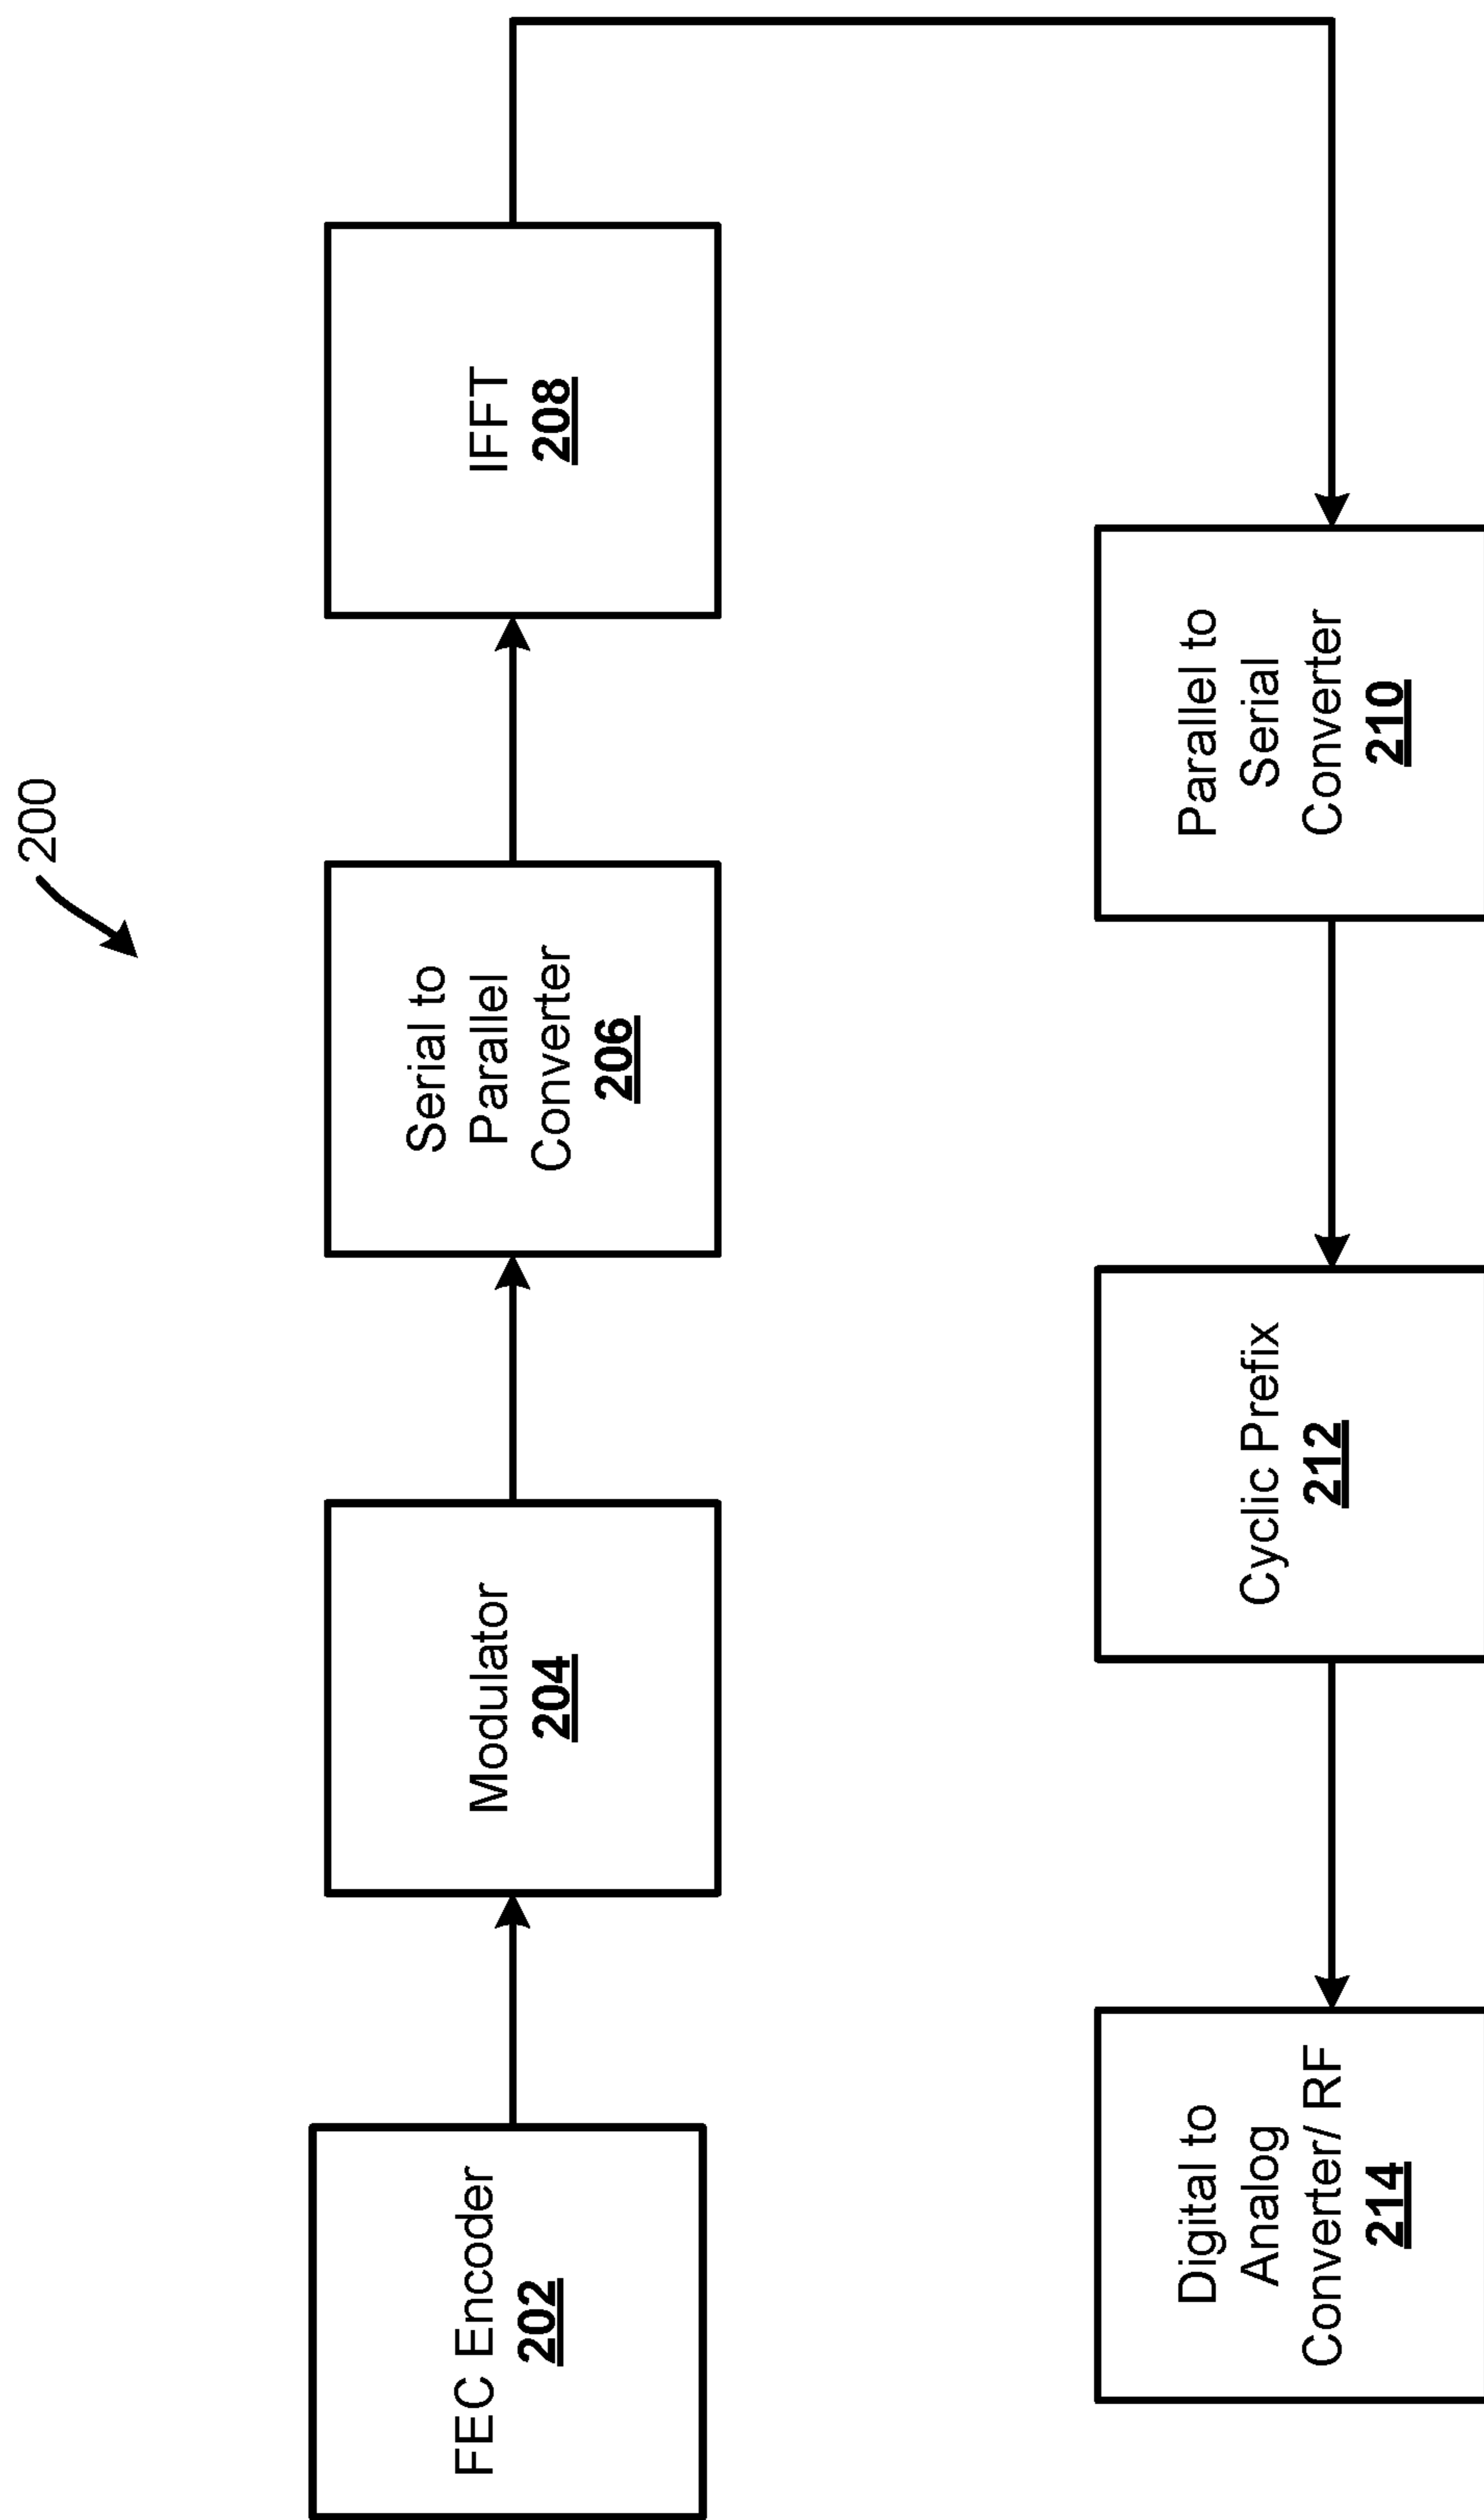 200
FEC Encoder
202
Modulator
204
Serial to
Parallel
Converter
206
IFFT
208
Parallel to
Serial
Converter
210
Cyclic Prefix
212
Digital to
Analog
Converter/ RF
214